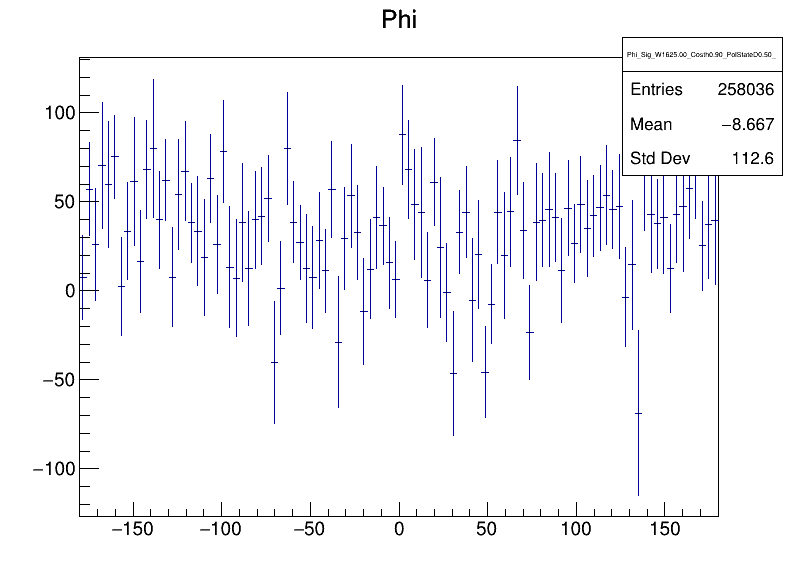 Phi
Phi_Sig_W1625.00_Costh0.90_PolStateD0.50_
Entries 258036
Mean −8.667
Std Dev 112.6
100
50
0
−50
−100
−150 −100 −50 0 50 100 150